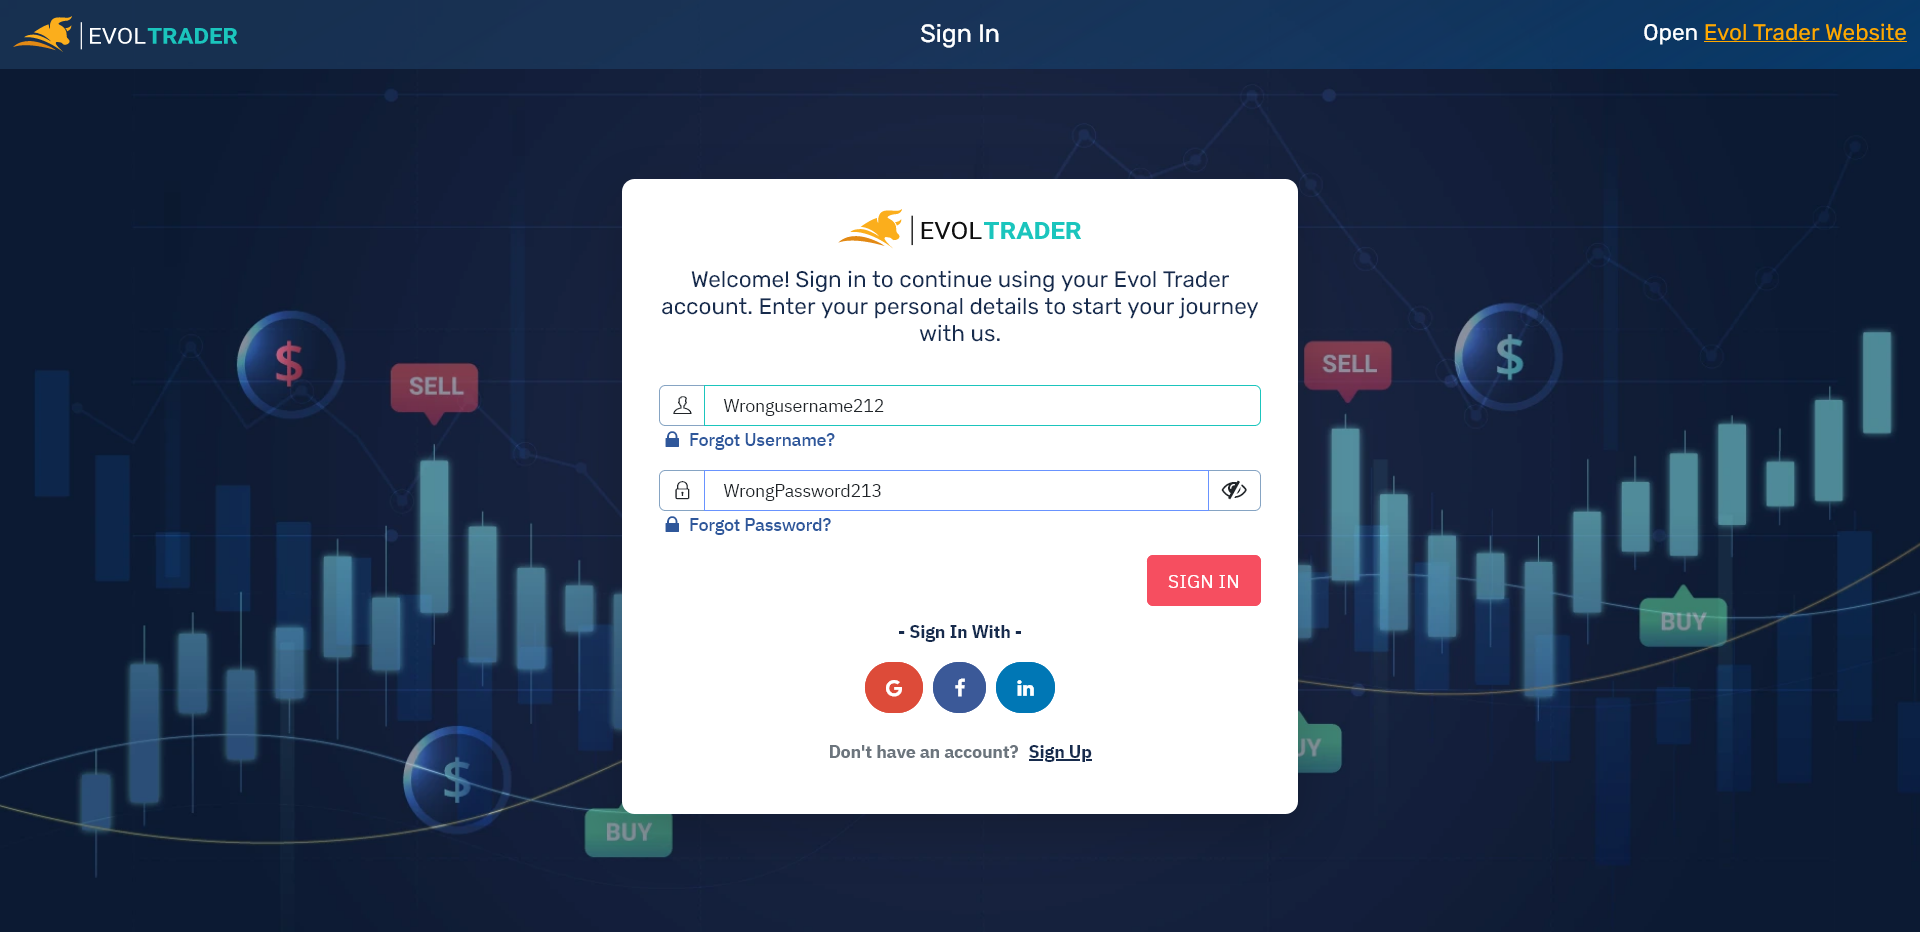 EVOLTRADER
Sign In
Open Evol Trader Website
EVOLTRADER
Welcome! Sign in to continue using your Evol Trader
account. Enter your personal details to start your journey
with us.
Wrongusername212
Forgot Username?
WrongPassword213
Forgot Password?
SIGN IN
- Sign In With -
G
f
in
Don't have an account? Sign Up
$
SELL
$
BUY
SELL
$
BUY